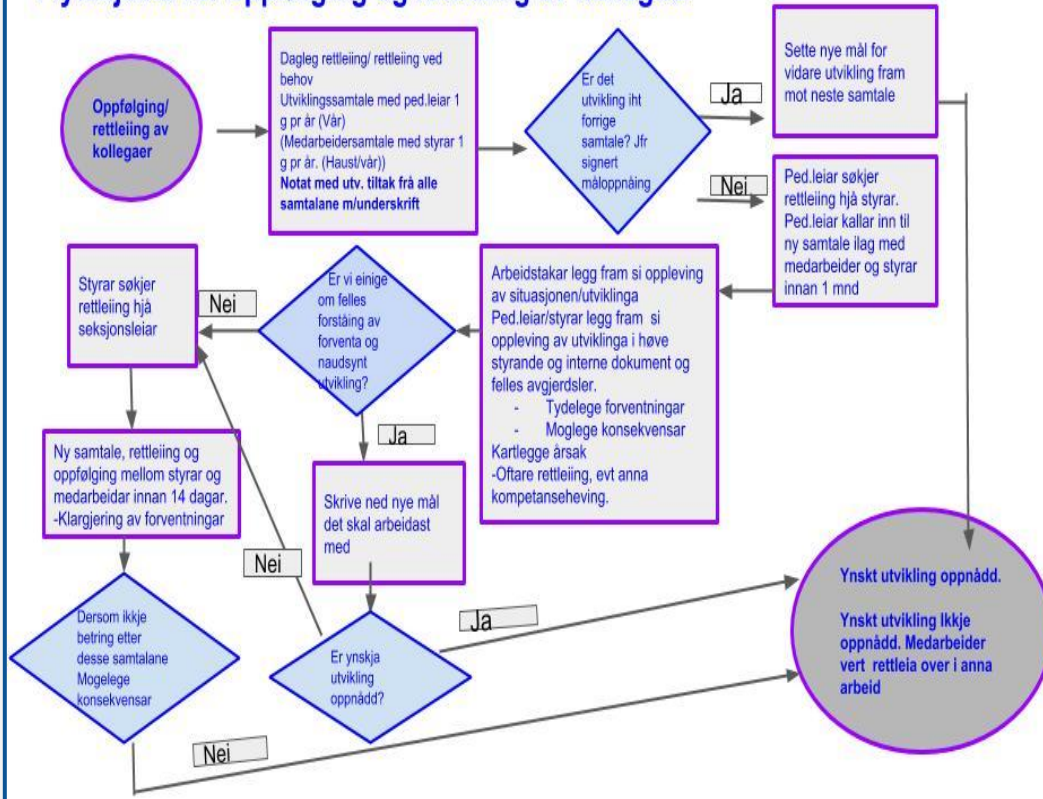 Oppfølging/
rettleiing av
kollegaer
Dagleg rettleiing/ rettleiing ved
behov
Utviklingssamtale med ped.leiar 1
g pr år (Vår)
(Medarbeidersamtale med styrar 1
g pr år. (Haust/vår))
Notat med utv. tiltak frå alle
samtalane m/underskrift
Er det
utvikling iht
forrige
samtale? Jfr
signert
måloppnåing
Ja
Sette nye mål for
vidare utvikling fram
mot neste samtale
Nei
Ped.leiar søkjer
rettleiing hjå styrar.
Ped.leiar kallar inn til
ny samtale ilag med
medarbeider og styrar
innan 1 mnd
Arbeidstakar legg fram si oppleving
av situasjonen/utviklinga
Ped.leiar/styrar legg fram si
oppleving av utviklinga i høve
styrande og interne dokument og
felles avgjerdsler.
- Tydelege forventningar
- Moglege konsekvensar
Kartlegge årsak
-Oftare rettleiing, evt anna
kompetanseheving.
Er vi einige
om felles
forståing av
forventa og
naudsynt
utvikling?
Nei
Styrar søkjer
rettleiing hjå
seksjonsleiar
Ja
Ny samtale, rettleiing og
oppfølging mellom styrar og
medarbeidar innan 14 dagar.
-Klargjering av forventingar
Skrive ned nye mål
det skal arbeidast
med
Nei
Dersom ikkje
betring etter
desse samtalane
Mogelege
konsekvensar
Er ynskja
utvikling
oppnådd?
Ja
Nei
Ynskt utvikling oppnådd.
Ynskt utvikling Ikkje
oppnådd. Medarbeider
vert rettleia over i anna
arbeid